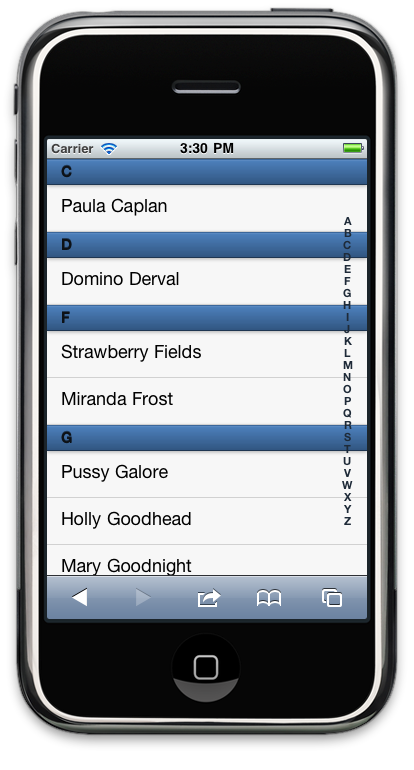 Carrier 3:30 PM
C
Paula Caplan
D
Domino Derval
F
Strawberry Fields
Miranda Frost
G
Pussy Galore
Holly Goodhead
Mary Goodnight
A
B
C
D
E
F
G
H
I
J
K
L
M
N
O
P
Q
R
S
T
U
V
W
X
Y
Z